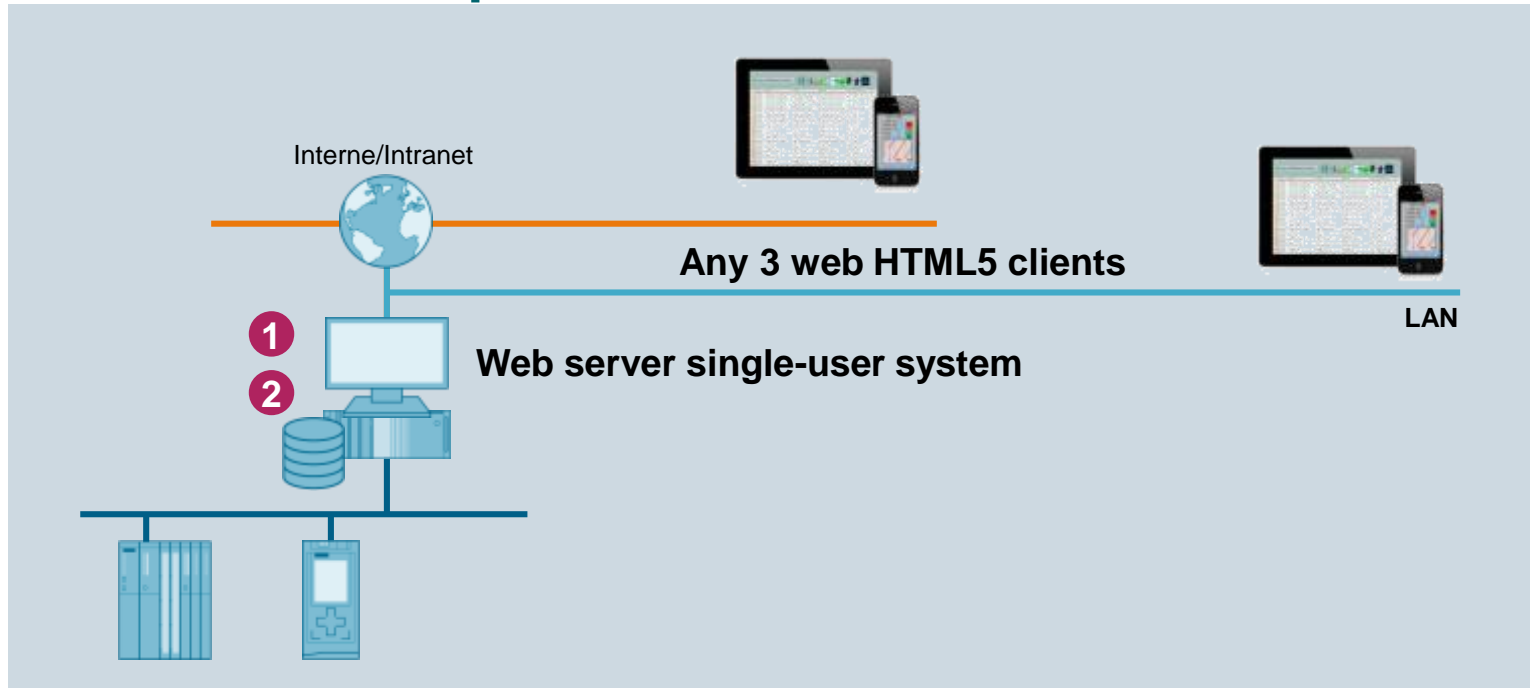 Interne/Intranet
Any 3 web HTML5 clients
LAN
1
Web server single-user system
2